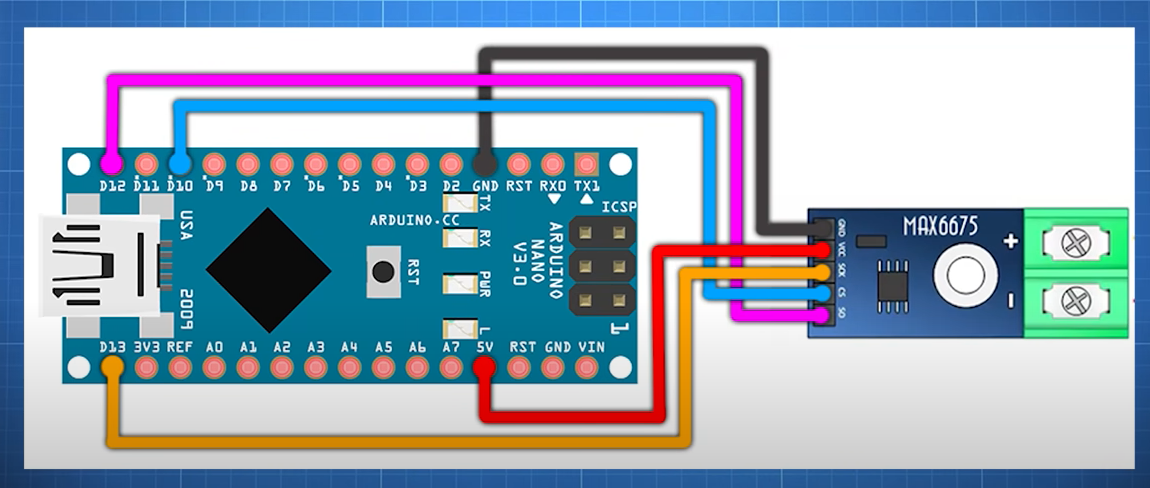 D12 D11 D10 D9 D8 D7 D6 D5 D4 D3 D2 GND RST RX0 TX1
USA
2009
ARDUINO.CC
RST
TX
RX
PWR
L
ARDUINO
NANO
V3.0
ICSP
1
D13 3V3 REF A0 A1 A2 A3 A4 A5 A6 A7 5V RST GND VIN
GND
VCC
SCK
CS
SO
MAX6675
+
-